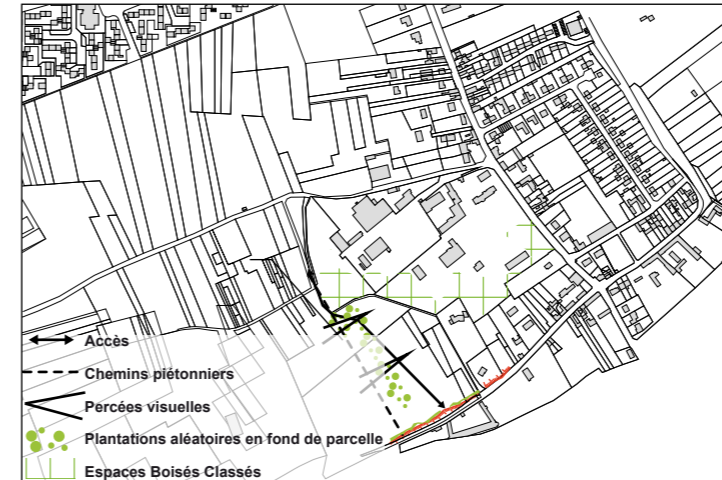 Accès
Chemins piétonniers
Percées visuelles
Plantations aléatoires en fond de parcelle
Espaces Boisés Classés